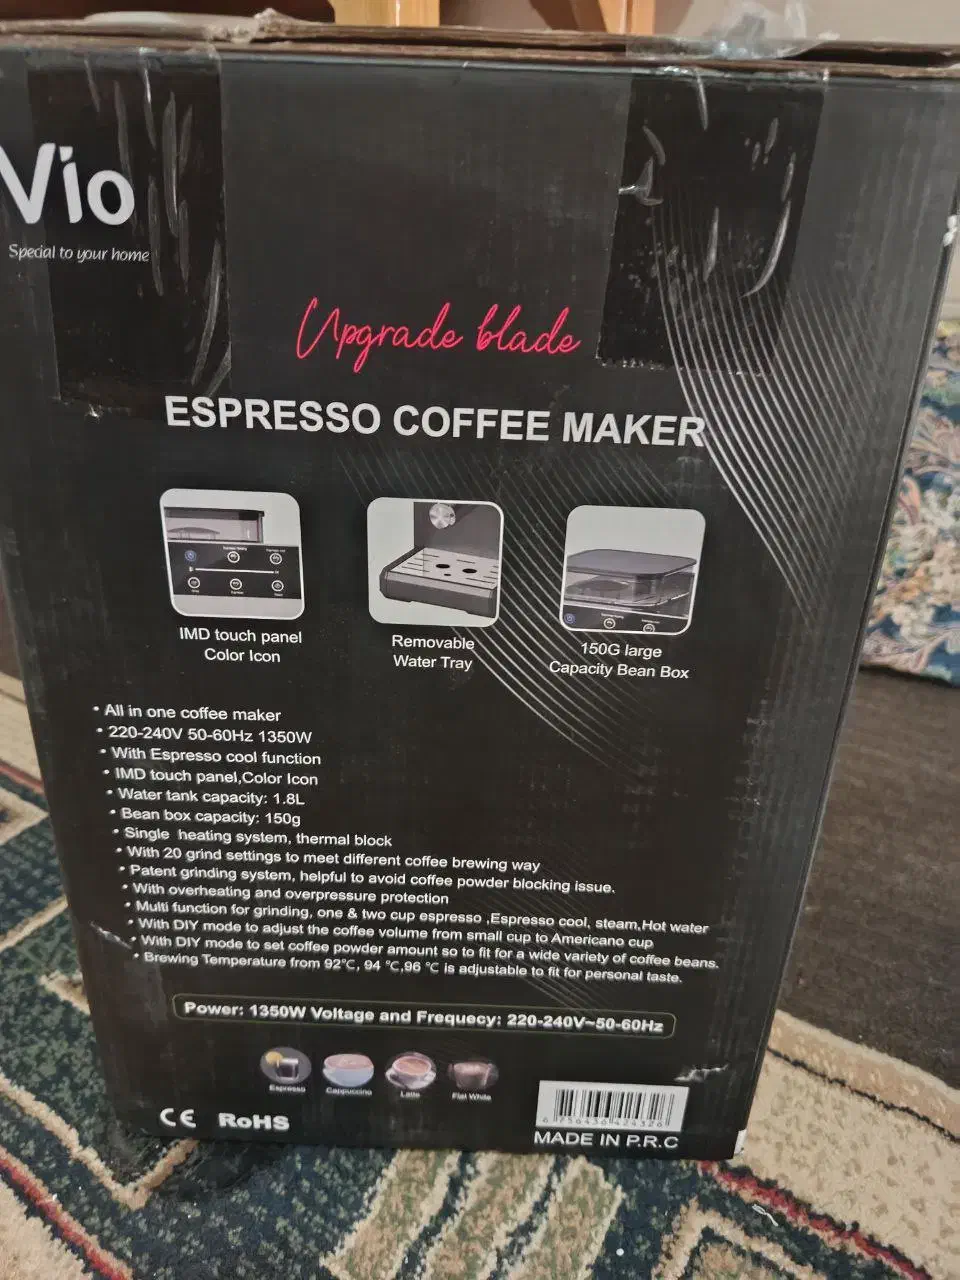 Vio
Special to your home
Upgrade blade
ESPRESSO COFFEE MAKER
IMD touch panel
Color Icon
Removable
Water Tray
150G large
Capacity Bean Box
• All in one coffee maker
• 220-240V 50-60Hz 1350W
• With Espresso cool function
• IMD touch panel,Color Icon
• Water tank capacity: 1.8L
• Bean box capacity: 150g
• Single heating system, thermal block
• With 20 grind settings to meet different coffee brewing way
• Patent grinding system, helpful to avoid coffee powder blocking issue.
• With overheating and overpressure protection
• Multi function for grinding, one & two cup espresso ,Espresso cool, steam,Hot water
• With DIY mode to adjust the coffee volume from small cup to Americano cup
• With DIY mode to set coffee powder amount so to fit for a wide variety of coffee beans.
• Brewing Temperature from 92℃, 94 ℃,96 ℃ is adjustable to fit for personal taste.
Power: 1350W Voltage and Frequecy: 220-240V~50-60Hz
Espresso Cappuccino Latte Flat White
CE RoHS
6 756436 424326
MADE IN P.R.C